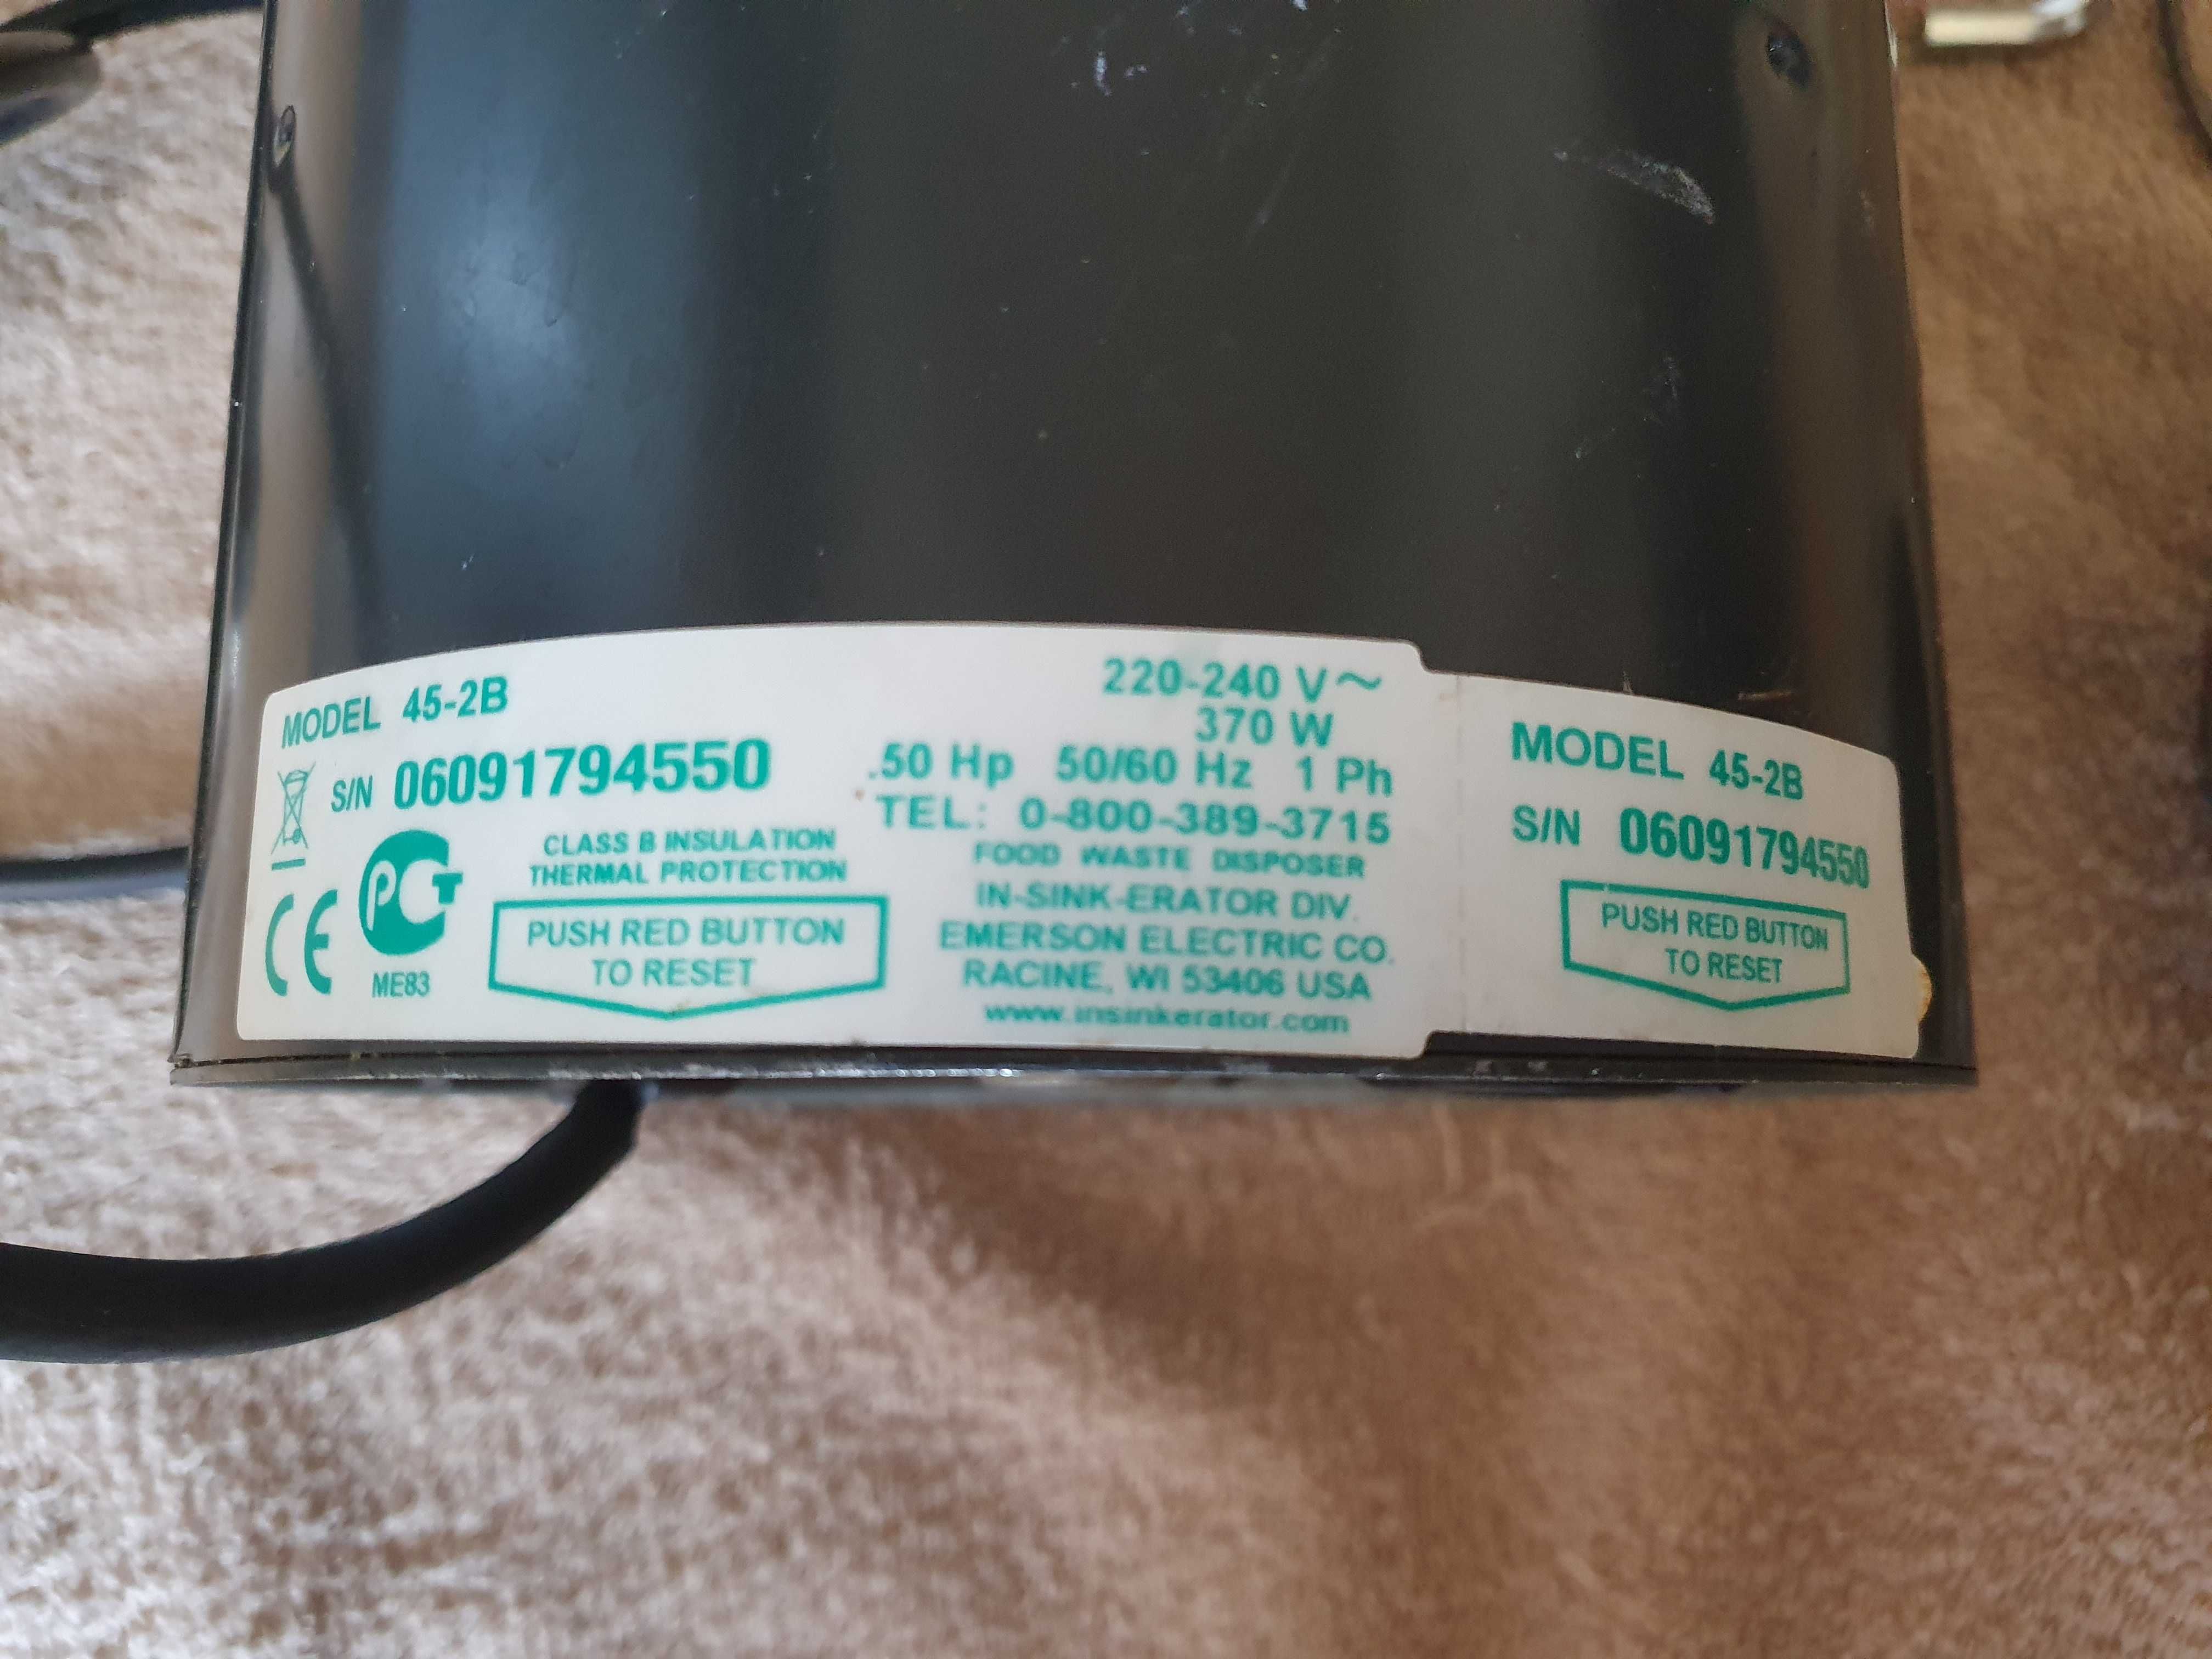 MODEL 45-2B
S/N 06091794550
CE
РСТ
ME83
CLASS B INSULATION
THERMAL PROTECTION
PUSH RED BUTTON
TO RESET
220-240 V~
370 W
.50 Hp 50/60 Hz 1 Ph
TEL: 0-800-389-3715
FOOD WASTE DISPOSER
IN-SINK-ERATOR DIV.
EMERSON ELECTRIC CO.
RACINE, WI 53406 USA
www.insinkerator.com
MODEL 45-2B
S/N 06091794550
PUSH RED BUTTON
TO RESET